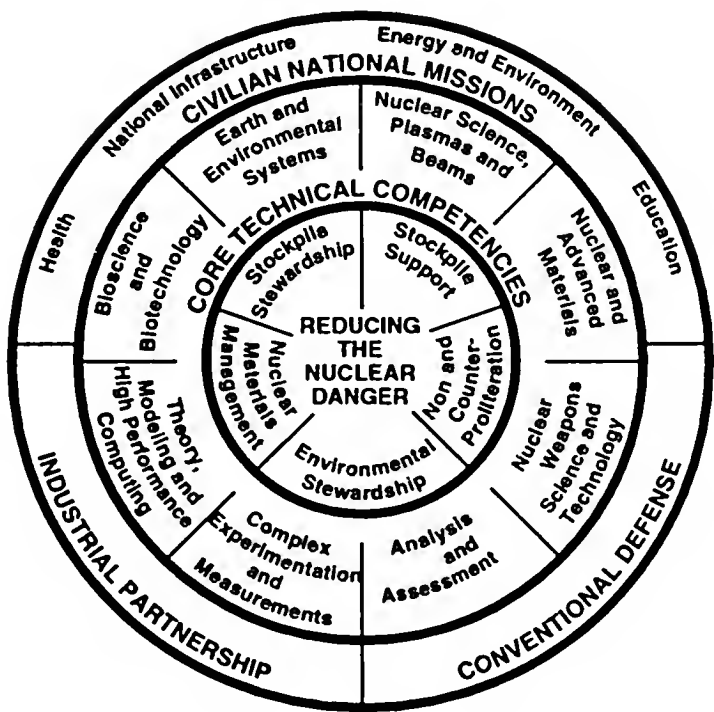 National Infrastructure
Energy and Environment
CIVILIAN NATIONAL MISSIONS
Health
Education
Earth and
Environmental
Systems
Nuclear Science,
Plasmas and
Beams
Bioscience
and
Biotechnology
Nuclear and
Advanced
Materials
CORE TECHNICAL COMPETENCIES
Stockpile
Stewardship
Stockpile
Support
REDUCING
THE
NUCLEAR
DANGER
Nuclear
Materials
Management
Non and
Counter-
Proliteration
Environmental
Stewardship
Theory,
Modeling and
High Performance
Computing
Nuclear
Weapons
Science and
Technology
Complex
Experimentation
and
Measurements
Analysis
and
Assessment
INDUSTRIAL PARTNERSHIP
CONVENTIONAL DEFENSE